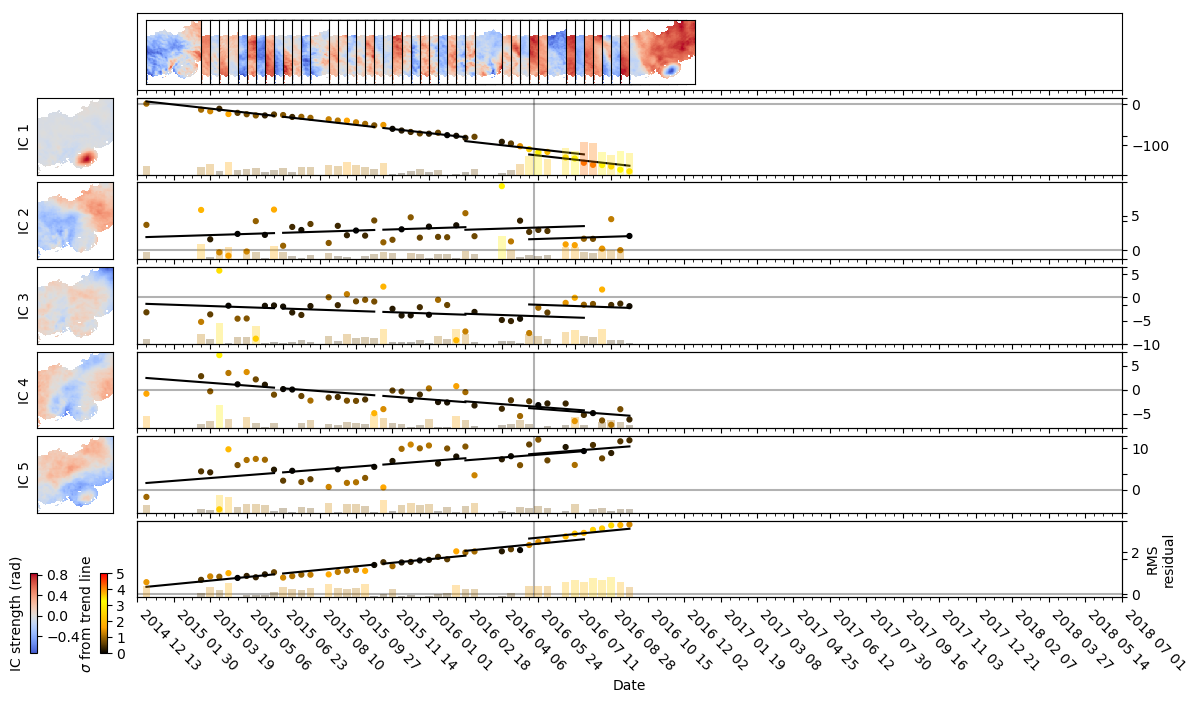 IC 1
0
−100
IC 2
5
0
IC 3
5
0
−5
−10
IC 4
5
0
−5
IC 5
10
0
RMS
residual
2
0
IC strength (rad)
0.8
0.4
0.0
−0.4
σ from trend line
5
4
3
2
1
0
2014 12 13
2015 01 30
2015 03 19
2015 05 06
2015 06 23
2015 08 10
2015 09 27
2015 11 14
2016 01 01
2016 02 18
2016 04 06
2016 05 24
2016 07 11
2016 08 28
2016 10 15
2016 12 02
2017 01 19
2017 03 08
2017 04 25
2017 06 12
2017 07 30
2017 09 16
2017 11 03
2017 12 21
2018 02 07
2018 03 27
2018 05 14
2018 07 01
Date